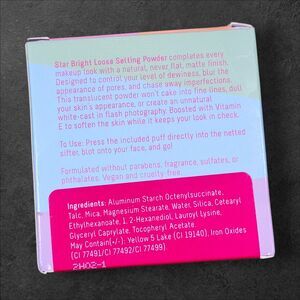 Star Bright Loose Setting Powder completes every
makeup look with a natural, never flat, matte finish.
Designed to control your level of dewiness, blur the
appearance of pores, and chase away imperfections.
This translucent powder won't cake into fine lines, dull
your skin's appearance, or create an unnatural
white-cast in flash photography. Boosted with Vitamin
E to soften the skin while it keeps your look in check.
To Use: Press the included puff directly into the netted
sifter, blot onto your face, and go!
Formulated without parabens, fragrance, sulfates, or
phthalates. Vegan and cruelty free.
Ingredients: Aluminum Starch Octenylsuccinate,
Talc, Mica, Magnesium Stearate, Water, Silica, Cetearyl
Ethylhexanoate, 1, 2-Hexanediol, Lauroyl Lysine,
Glyceryl Caprylate, Tocopheryl Acetate.
May Contain(+/-): Yellow 5 Lake (CI 19140), Iron Oxides
(CI 77491/CI 77492/CI 77499).
2H02-1